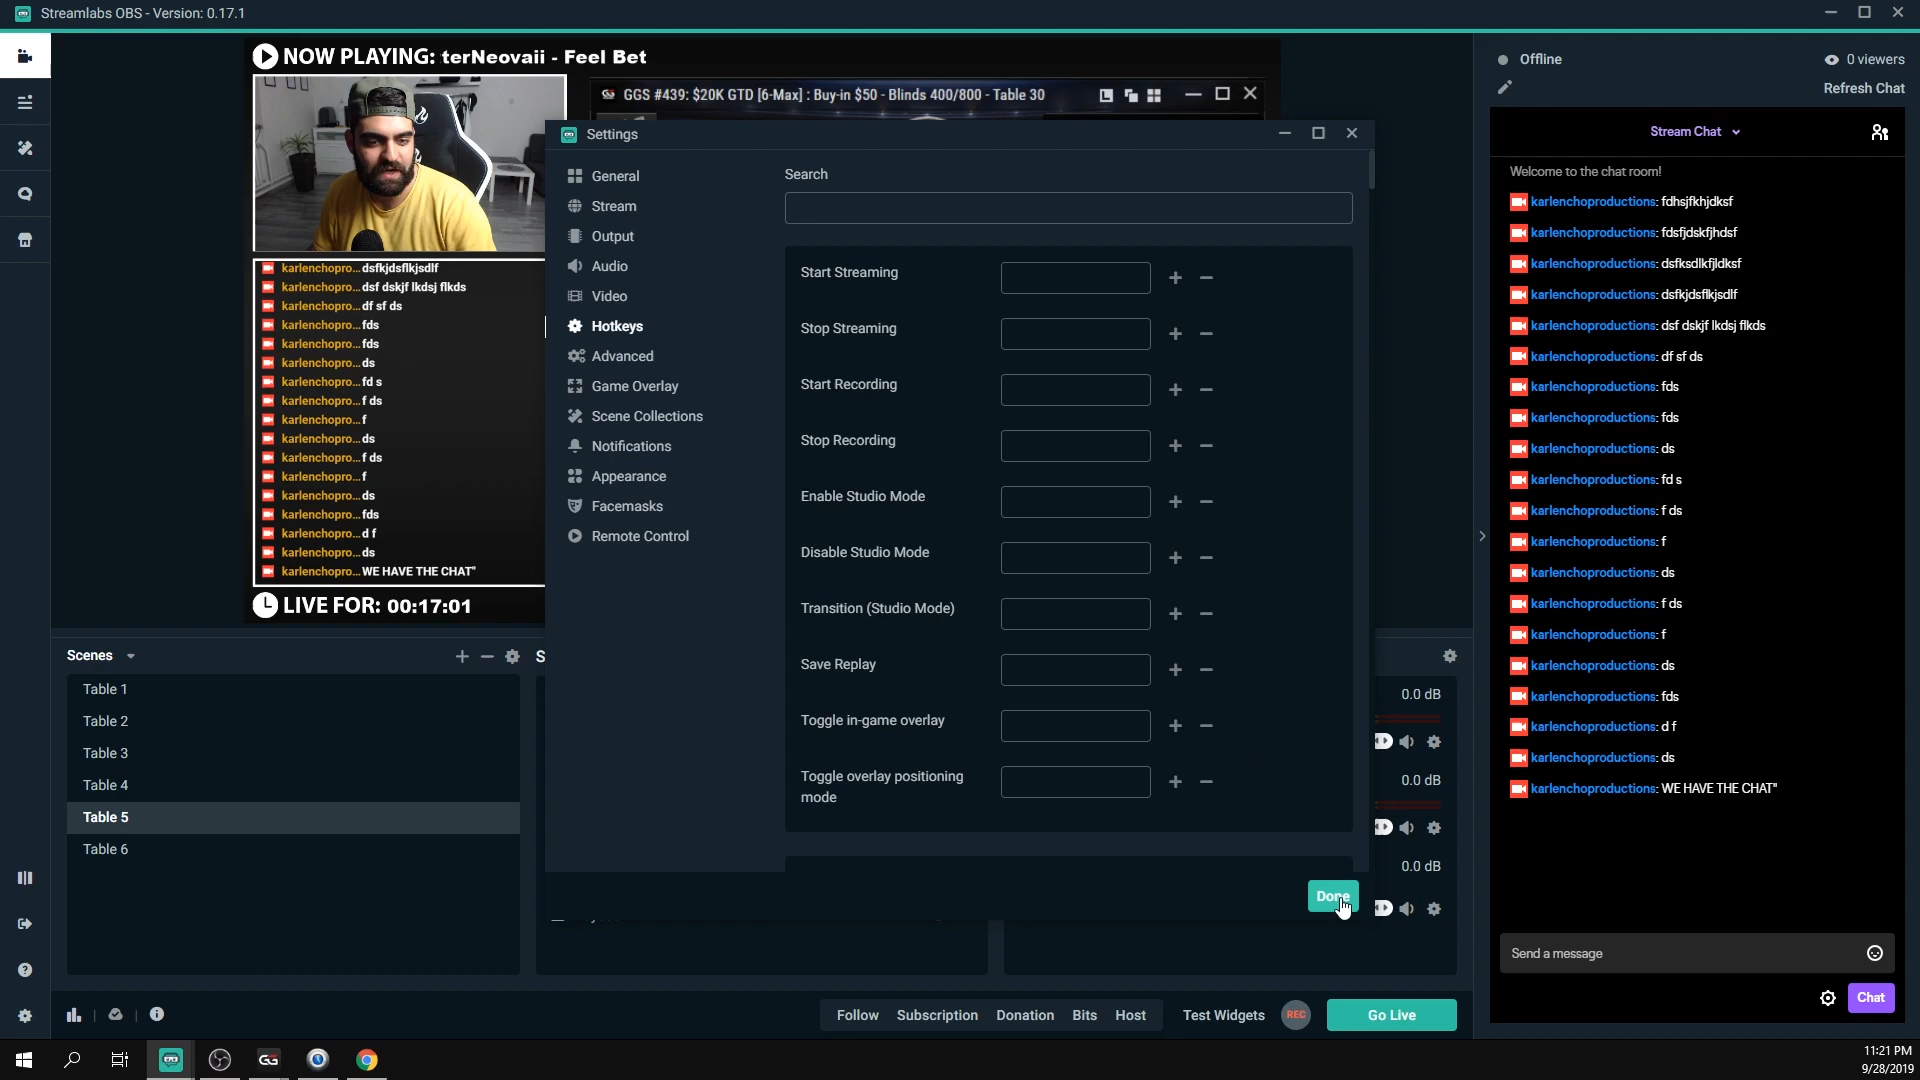 Streamlabs OBS - Version: 0.17.1
NOW PLAYING: terNeovaii - Feel Bet
GGS #439: $20K GTD [6-Max] : Buy-in $50 - Blinds 400/800 - Table 30
karlenchopro... dsfkjdsflkjsdlf
karlenchopro... dsf dskjf lkdsj flkds
karlenchopro... df sf ds
karlenchopro... fds
karlenchopro... fds
karlenchopro... ds
karlenchopro... fd s
karlenchopro... f ds
karlenchopro... f
karlenchopro... ds
karlenchopro... f ds
karlenchopro... f
karlenchopro... ds
karlenchopro... fds
karlenchopro... d f
karlenchopro... ds
karlenchopro... WE HAVE THE CHAT"
LIVE FOR: 00:17:01
Settings
General
Stream
Output
Audio
Video
Hotkeys
Advanced
Game Overlay
Scene Collections
Notifications
Appearance
Facemasks
Remote Control
Search
Start Streaming
Stop Streaming
Start Recording
Stop Recording
Enable Studio Mode
Disable Studio Mode
Transition (Studio Mode)
Save Replay
Toggle in-game overlay
Toggle overlay positioning
mode
Done
Scenes
S
Table 1
Table 2
Table 3
Table 4
Table 5
Table 6
0.0 dB
0.0 dB
0.0 dB
Follow Subscription Donation Bits Host
Test Widgets
REC
Go Live
Offline
0 viewers
Refresh Chat
Stream Chat
Welcome to the chat room!
karlenchoproductions: fdhsjfkhjdksf
karlenchoproductions: fdsfjdskfjhdsf
karlenchoproductions: dsfksdlkfjldksf
karlenchoproductions: dsfkjdsflkjsdlf
karlenchoproductions: dsf dskjf lkdsj flkds
karlenchoproductions: df sf ds
karlenchoproductions: fds
karlenchoproductions: fds
karlenchoproductions: ds
karlenchoproductions: fd s
karlenchoproductions: f ds
karlenchoproductions: f
karlenchoproductions: ds
karlenchoproductions: f ds
karlenchoproductions: f
karlenchoproductions: ds
karlenchoproductions: fds
karlenchoproductions: d f
karlenchoproductions: ds
karlenchoproductions: WE HAVE THE CHAT"
Send a message
Chat
GG
11:21 PM
9/28/2019